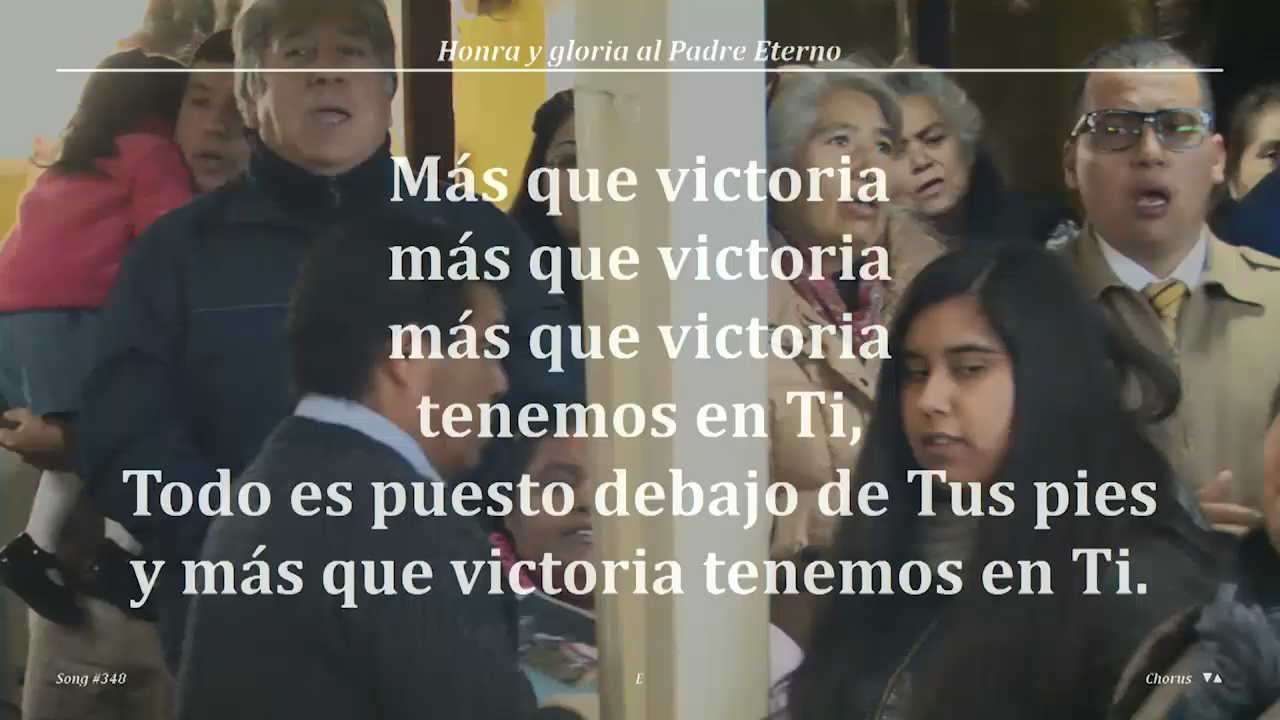 Honra y gloria al Padre Eterno
Más que victoria
más que victoria
más que victoria
tenemos en Ti,
Todo es puesto debajo de Tus pies
y más que victoria tenemos en Ti.
Song #348
E
Chorus ▼▲